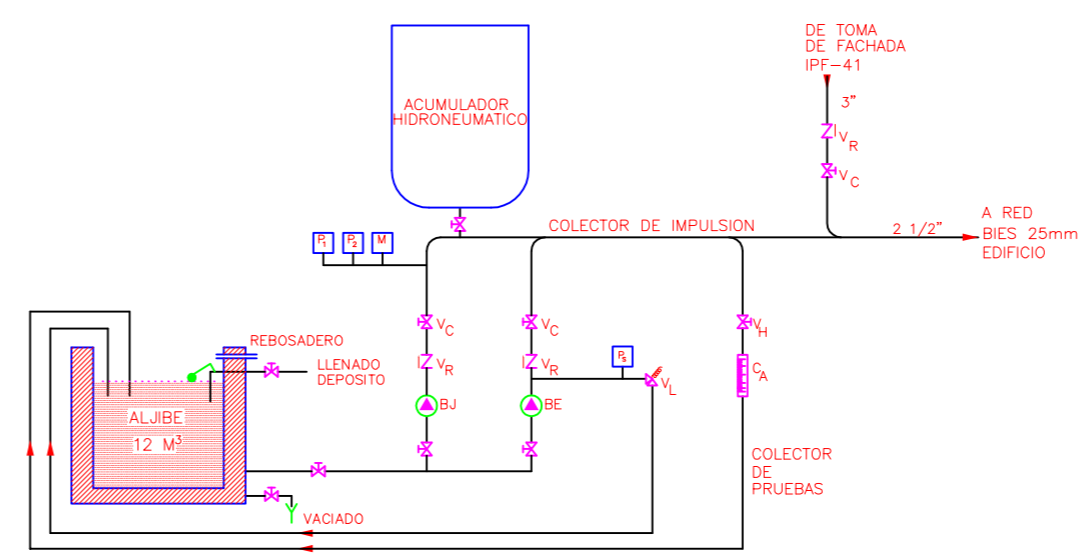 DE TOMA
DE FACHADA
IPF-41
3"
VR
VC
ACUMULADOR
HIDRONEUMATICO
COLECTOR DE IMPULSION
2 1/2"
A RED
BIES 25mm
EDIFICIO
P1
P2
M
VC
VC
VH
REBOSADERO
LLENADO
DEPOSITO
VR
VR
PS
VL
CA
BJ
BE
ALJIBE
12 M³
COLECTOR
DE
PRUEBAS
VACIADO